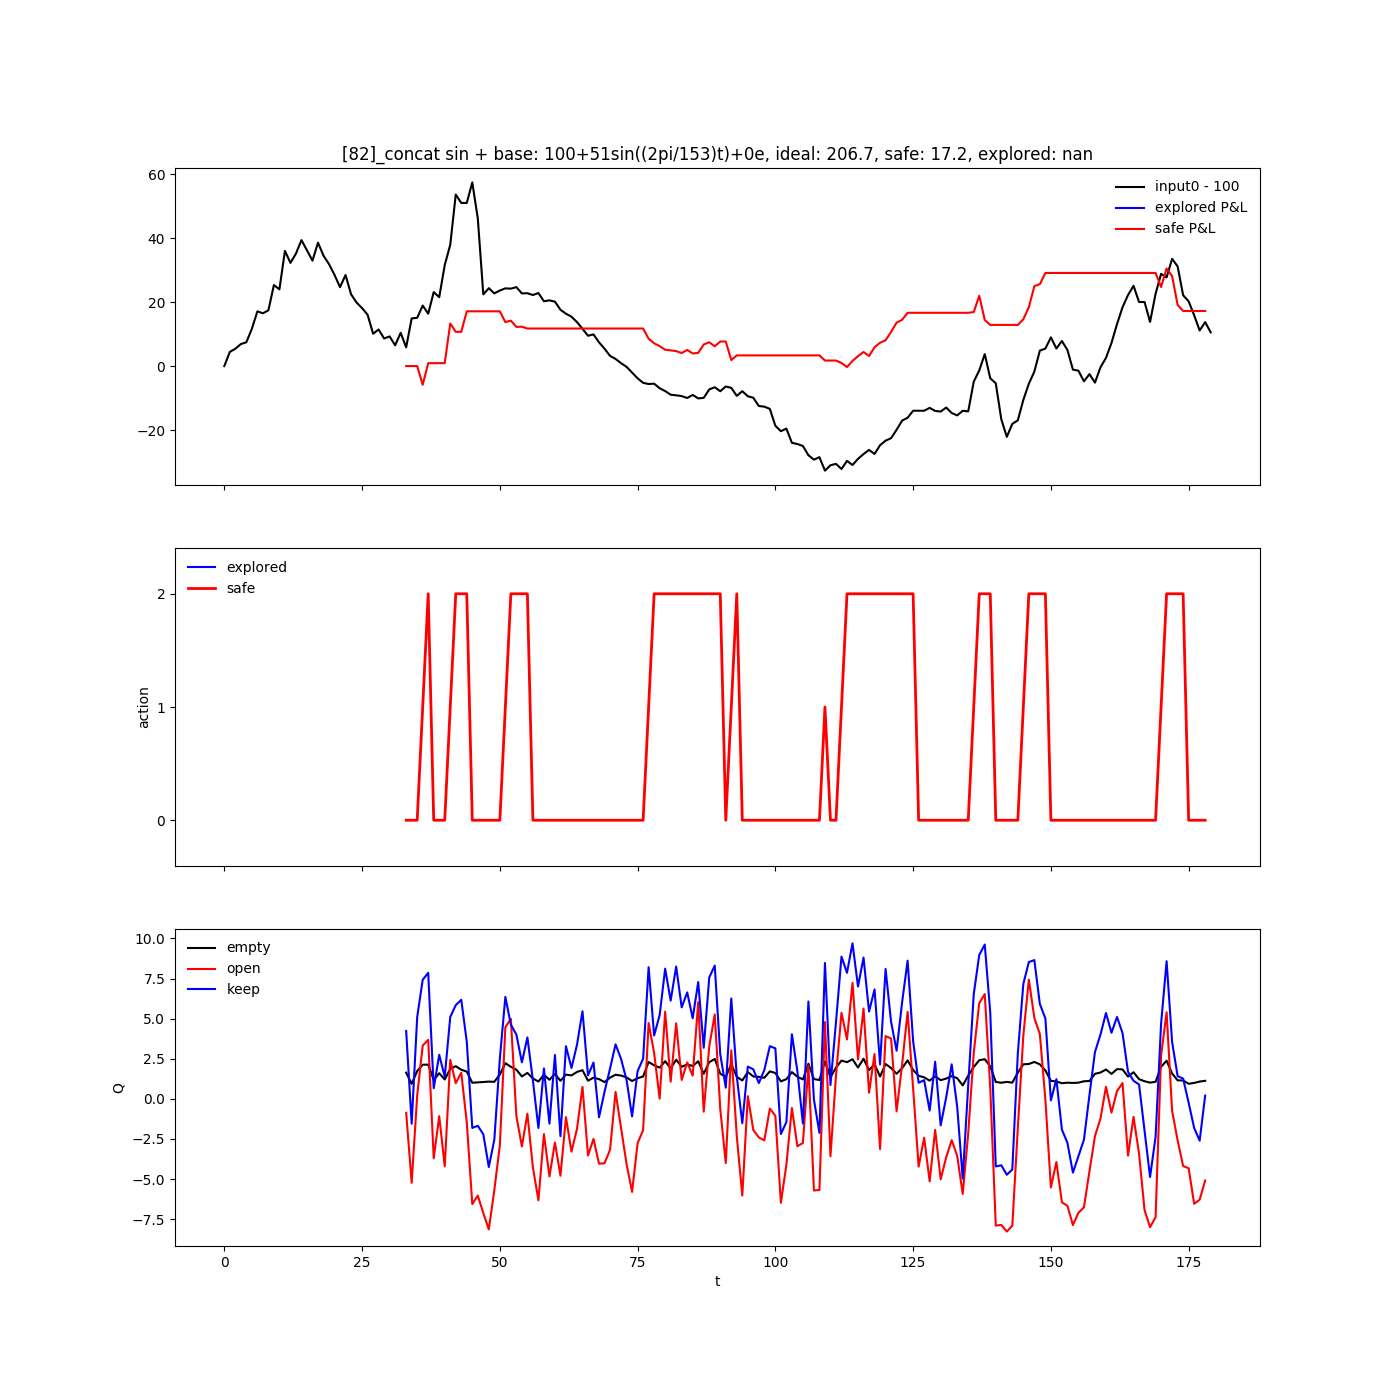 [82]_concat sin + base: 100+51sin((2pi/153)t)+0e, ideal: 206.7, safe: 17.2, explored: nan
60
40
20
0
−20
input0 - 100
explored P&L
safe P&L
explored
safe
2
1
0
action
empty
open
keep
10.0
7.5
5.0
2.5
0.0
−2.5
−5.0
−7.5
Q
0 25 50 75 100 125 150 175
t